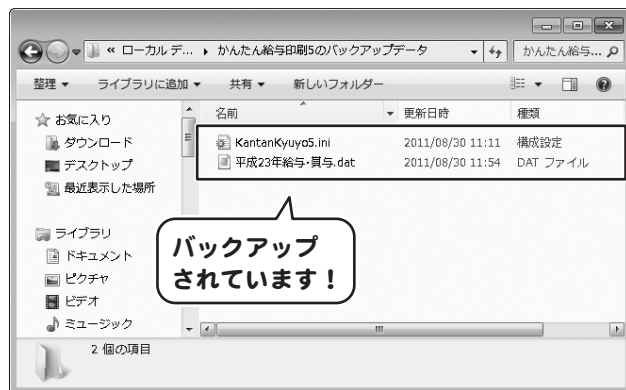 « ローカル デ... ▸ かんたん給与印刷5のバックアップデータ
かんたん給与...
整理 ▼ ライブラリに追加 ▼ 共有 ▼ 新しいフォルダー
名前 更新日時 種類
お気に入り
ダウンロード
デスクトップ
最近表示した場所
ライブラリ
ドキュメント
ピクチャ
ビデオ
ミュージック
KantanKyuyo5.ini 2011/08/30 11:11 構成設定
平成23年給与・賞与.dat 2011/08/30 11:54 DAT ファイル
バックアップ
されています！
2 個の項目